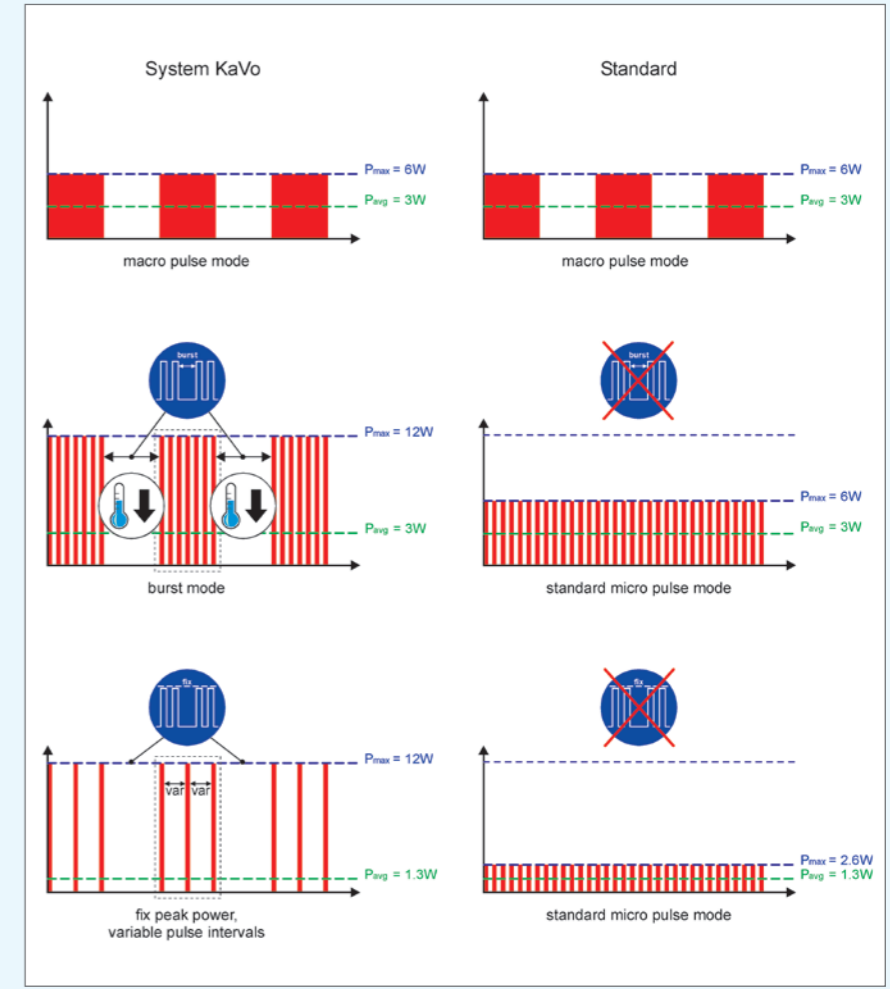 System KaVo
Standard
Pmax = 6W
Pavg = 3W
macro pulse mode
Pmax = 6W
Pavg = 3W
macro pulse mode
burst
Pmax = 12W
Pavg = 3W
burst mode
burst
Pmax = 6W
Pavg = 3W
standard micro pulse mode
fix
Pmax = 12W
var var
Pavg = 1.3W
fix peak power,
variable pulse intervals
fix
Pmax = 2.6W
Pavg = 1.3W
standard micro pulse mode